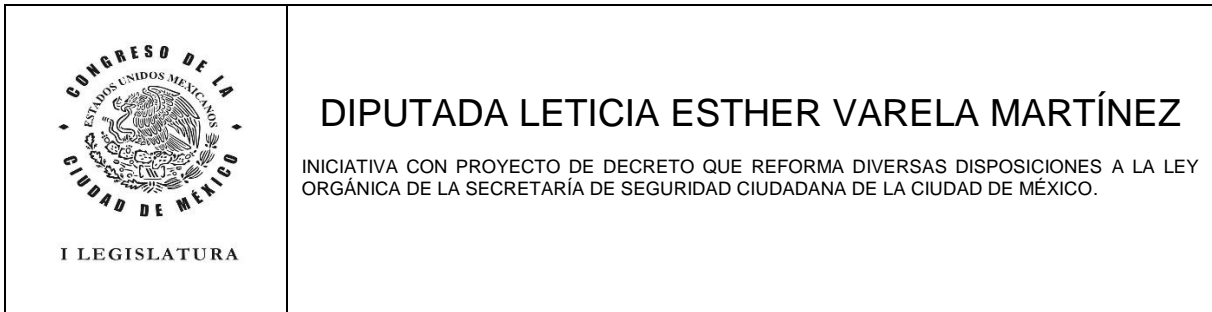 CONGRESO DE LA
ESTADOS UNIDOS MEXICANOS
CIUDAD DE MÉXICO
I LEGISLATURA
DIPUTADA LETICIA ESTHER VARELA MARTÍNEZ
INICIATIVA CON PROYECTO DE DECRETO QUE REFORMA DIVERSAS DISPOSICIONES A LA LEY
ORGÁNICA DE LA SECRETARÍA DE SEGURIDAD CIUDADANA DE LA CIUDAD DE MÉXICO.